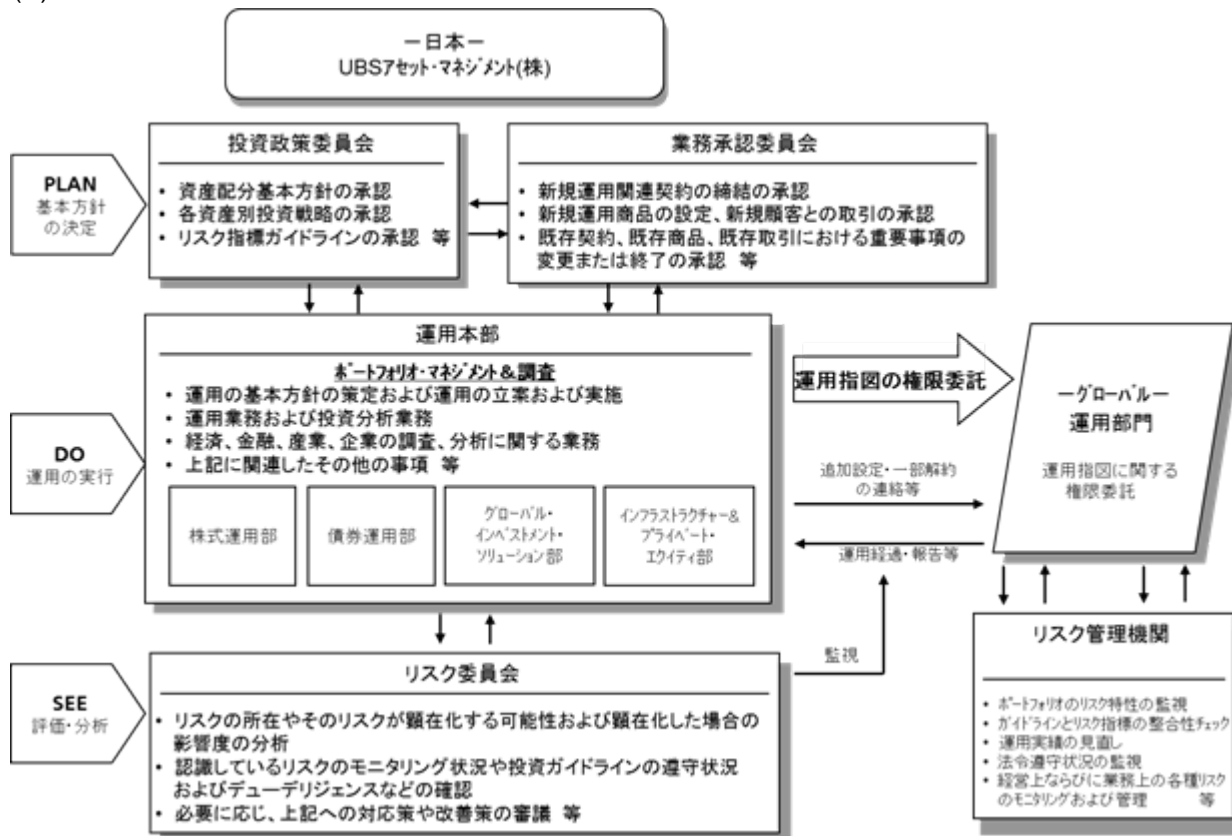 －日本－
UBSアセット・マネジメント(株)
PLAN
基本方針
の決定
投資政策委員会
・ 資産配分基本方針の承認
・ 各資産別投資戦略の承認
・ リスク指標ガイドラインの承認 等
業務承認委員会
・ 新規運用関連契約の締結の承認
・ 新規運用商品の設定、新規顧客との取引の承認
・ 既存契約、既存商品、既存取引における重要事項の
変更または終了の承認 等
DO
運用の実行
運用本部
ポートフォリオ・マネジメント＆調査
・ 運用の基本方針の策定および運用の立案および実施
・ 運用業務および投資分析業務
・ 経済、金融、産業、企業の調査、分析に関する業務
・ 上記に関連したその他の事項 等
株式運用部
債券運用部
グローバル・
インベストメント・
ソリューション部
インフラストラクチャー＆
プライベート・
エクイティ部
運用指図の権限委託
追加設定・一部解約
の連絡等
運用経過・報告等
監視
－グローバル－
運用部門
運用指図に関する
権限委託
SEE
評価・分析
リスク委員会
・ リスクの所在やそのリスクが顕在化する可能性および顕在化した場合の
影響度の分析
・ 認識しているリスクのモニタリング状況や投資ガイドラインの遵守状況
およびデューデリジェンスなどの確認
・ 必要に応じ、上記への対応策や改善策の審議 等
リスク管理機関
・ ポートフォリオのリスク特性の監視
・ ガイドラインとリスク指標の整合性チェック
・ 運用実績の見直し
・ 法令遵守状況の監視
・ 経営上ならびに業務上の各種リスク
のモニタリングおよび管理 等